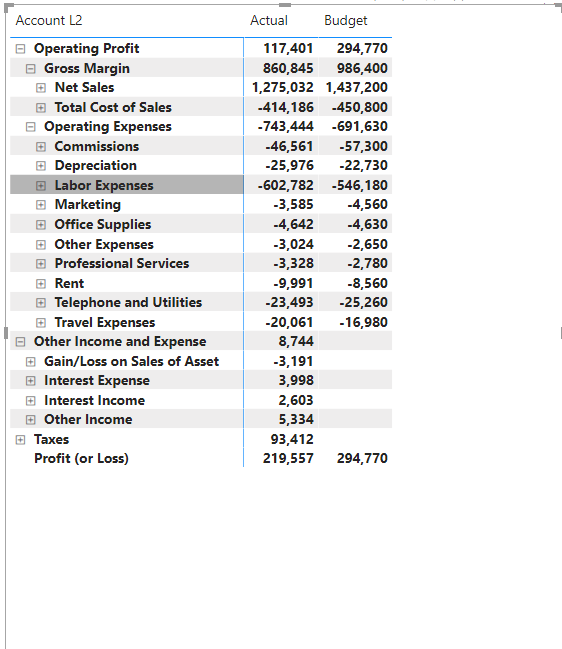 Account L2 Actual Budget
Operating Profit 117,401 294,770
Gross Margin 860,845 986,400
Net Sales 1,275,032 1,437,200
Total Cost of Sales -414,186 -450,800
Operating Expenses -743,444 -691,630
Commissions -46,561 -57,300
Depreciation -25,976 -22,730
Labor Expenses -602,782 -546,180
Marketing -3,585 -4,560
Office Supplies -4,642 -4,630
Other Expenses -3,024 -2,650
Professional Services -3,328 -2,780
Rent -9,991 -8,560
Telephone and Utilities -23,493 -25,260
Travel Expenses -20,061 -16,980
Other Income and Expense 8,744
Gain/Loss on Sales of Asset -3,191
Interest Expense 3,998
Interest Income 2,603
Other Income 5,334
Taxes 93,412
Profit (or Loss) 219,557 294,770